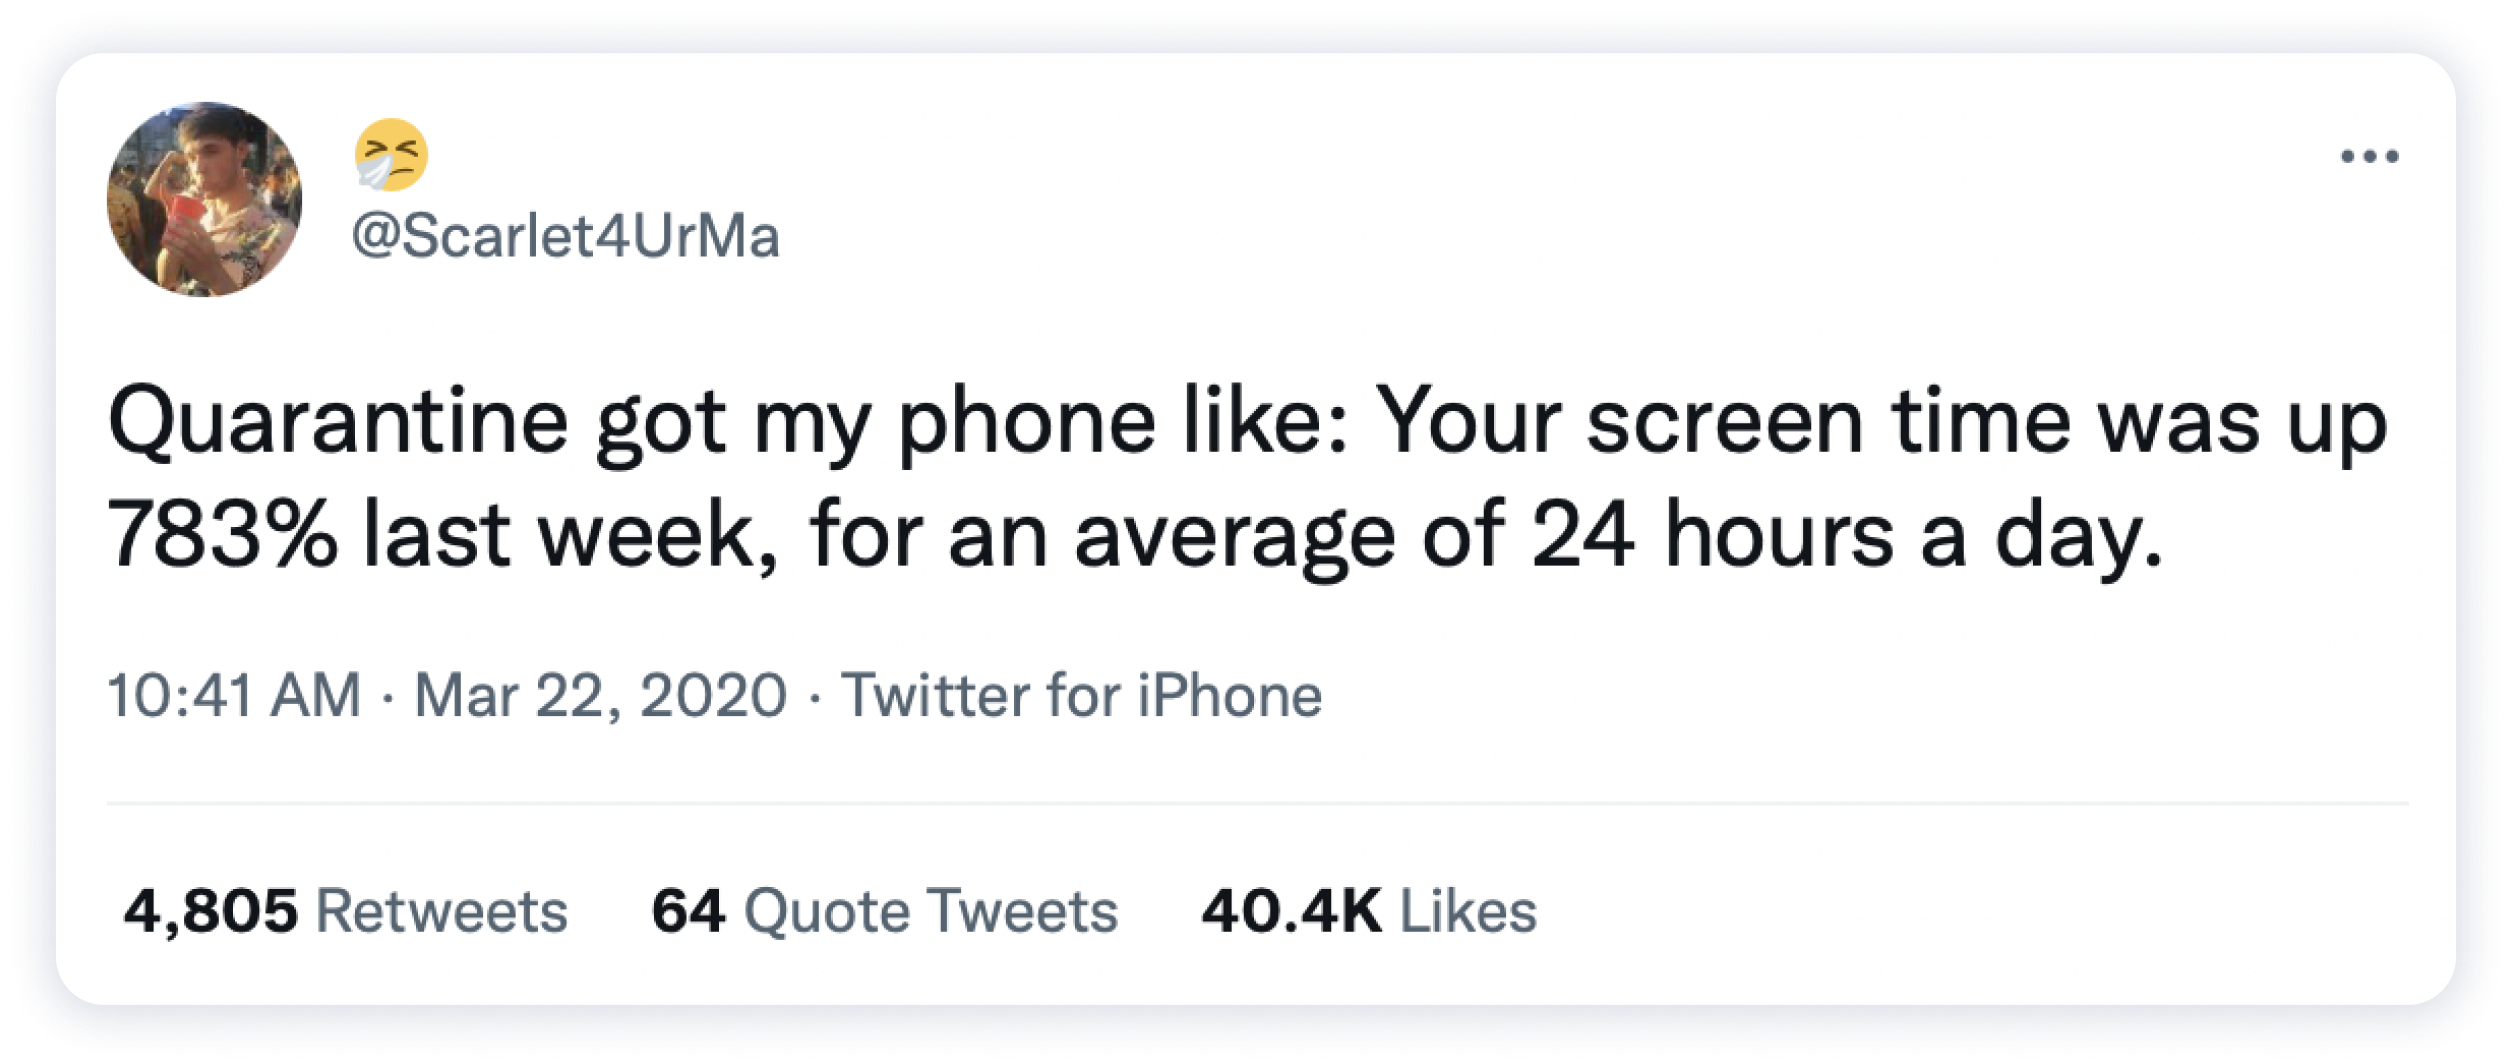 🤧
@Scarlet4UrMa
Quarantine got my phone like: Your screen time was up
783% last week, for an average of 24 hours a day.
10:41 AM · Mar 22, 2020 · Twitter for iPhone
4,805 Retweets 64 Quote Tweets 40.4K Likes